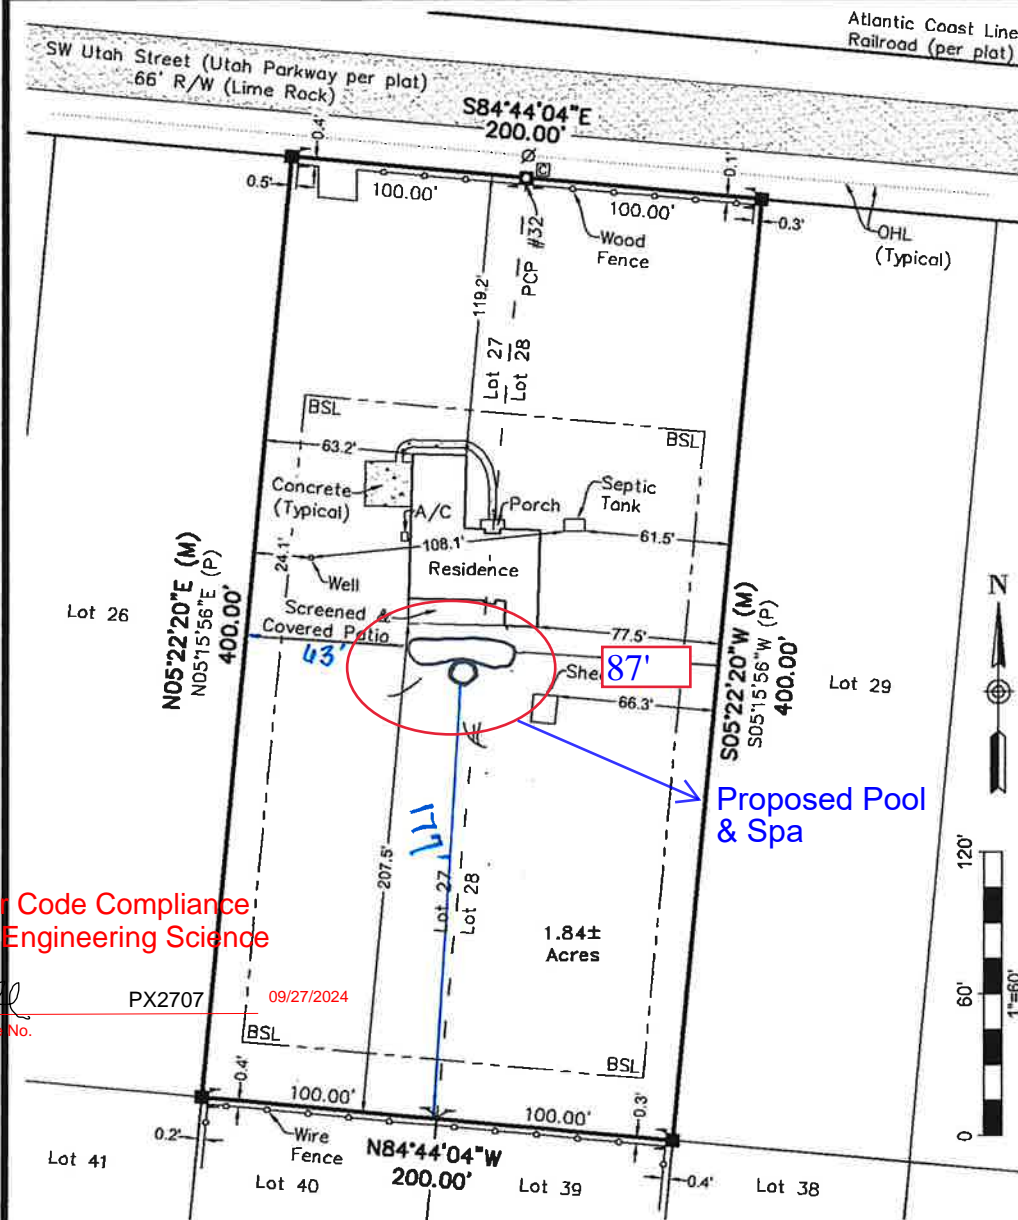 Atlantic Coast Line
Railroad (per plat)
SW Utah Street (Utah Parkway per plat)
66' R/W (Lime Rock)
S84°44'04"E
200.00'
0.4'
0.1'
0.5'
100.00'
100.00'
0.3'
C
OHL
(Typical)
Wood
Fence
PCP #32
119.2'
Lot 27
Lot 28
BSL
BSL
63.2'
Concrete
(Typical)
A/C
Porch
Septic
Tank
108.1'
61.5'
24.1'
Well
Residence
Screened &
Covered Patio
77.5'
43'
87'
She
66.3'
N05°22'20"E (M)
N05°15'56"E (P)
400.00'
S05°22'20"W (M)
S05°15'56"W (P)
400.00'
Lot 26
Lot 29
N
Proposed Pool
& Spa
177'
207.5'
Lot 27
Lot 28
1.84±
Acres
120'
60'
0
1"=60'
r Code Compliance
Engineering Science
PX2707
09/27/2024
No.
BSL
BSL
0.4'
100.00'
100.00'
0.3'
0.2'
Wire
Fence
N84°44'04"W
200.00'
0.4'
Lot 41
Lot 40
Lot 39
Lot 38